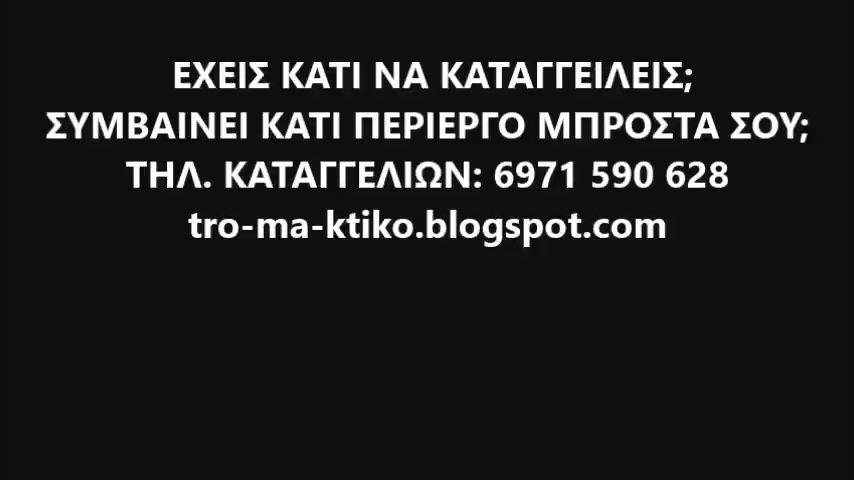 ΕΧΕΙΣ ΚΑΤΙ ΝΑ ΚΑΤΑΓΓΕΙΛΕΙΣ;
ΣΥΜΒΑΙΝΕΙ ΚΑΤΙ ΠΕΡΙΕΡΓΟ ΜΠΡΟΣΤΑ ΣΟΥ;
ΤΗΛ. ΚΑΤΑΓΓΕΛΙΩΝ: 6971 590 628
tro-ma-ktiko.blogspot.com